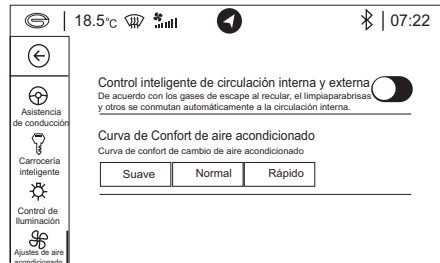 18.5°C
07:22
Control inteligente de circulación interna y externa
De acuerdo con los gases de escape al recular, el limpiaparabrisas
y otros se conmutan automáticamente a la circulación interna.
Asistencia
de conducción
Curva de Confort de aire acondicionado
Curva de confort de cambio de aire acondicionado
Carrocería
inteligente
Suave Normal Rápido
Control de
Iluminación
Ajustes de aire
acondicionado